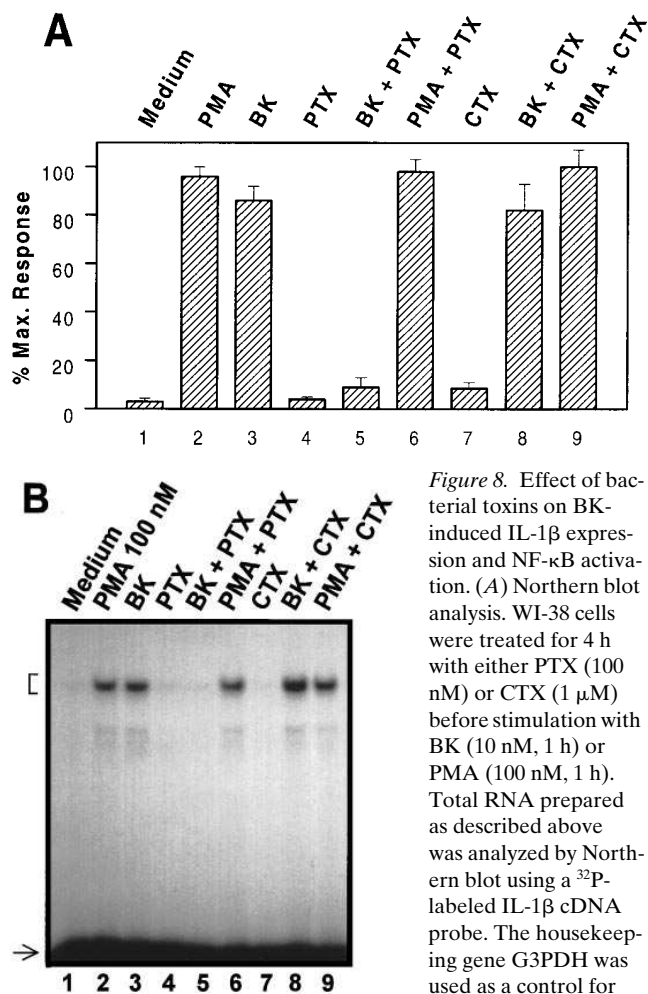 A
Medium
PMA
BK
PTX
BK + PTX
PMA + PTX
CTX
BK + CTX
PMA + CTX
% Max. Response
100
80
60
40
20
0
1 2 3 4 5 6 7 8 9
B
Medium
PMA 100 nM
BK
PTX
BK + PTX
PMA + PTX
CTX
BK + CTX
PMA + CTX
1 2 3 4 5 6 7 8 9
Figure 8. Effect of bac-
terial toxins on BK-
induced IL-1β expres-
sion and NF-κB activa-
tion. (A) Northern blot
analysis. WI-38 cells
were treated for 4 h
with either PTX (100
nM) or CTX (1 μM)
before stimulation with
BK (10 nM, 1 h) or
PMA (100 nM, 1 h).
Total RNA prepared
as described above
was analyzed by North-
ern blot using a ³²P-
labeled IL-1β cDNA
probe. The housekeep-
ing gene G3PDH was
used as a control for